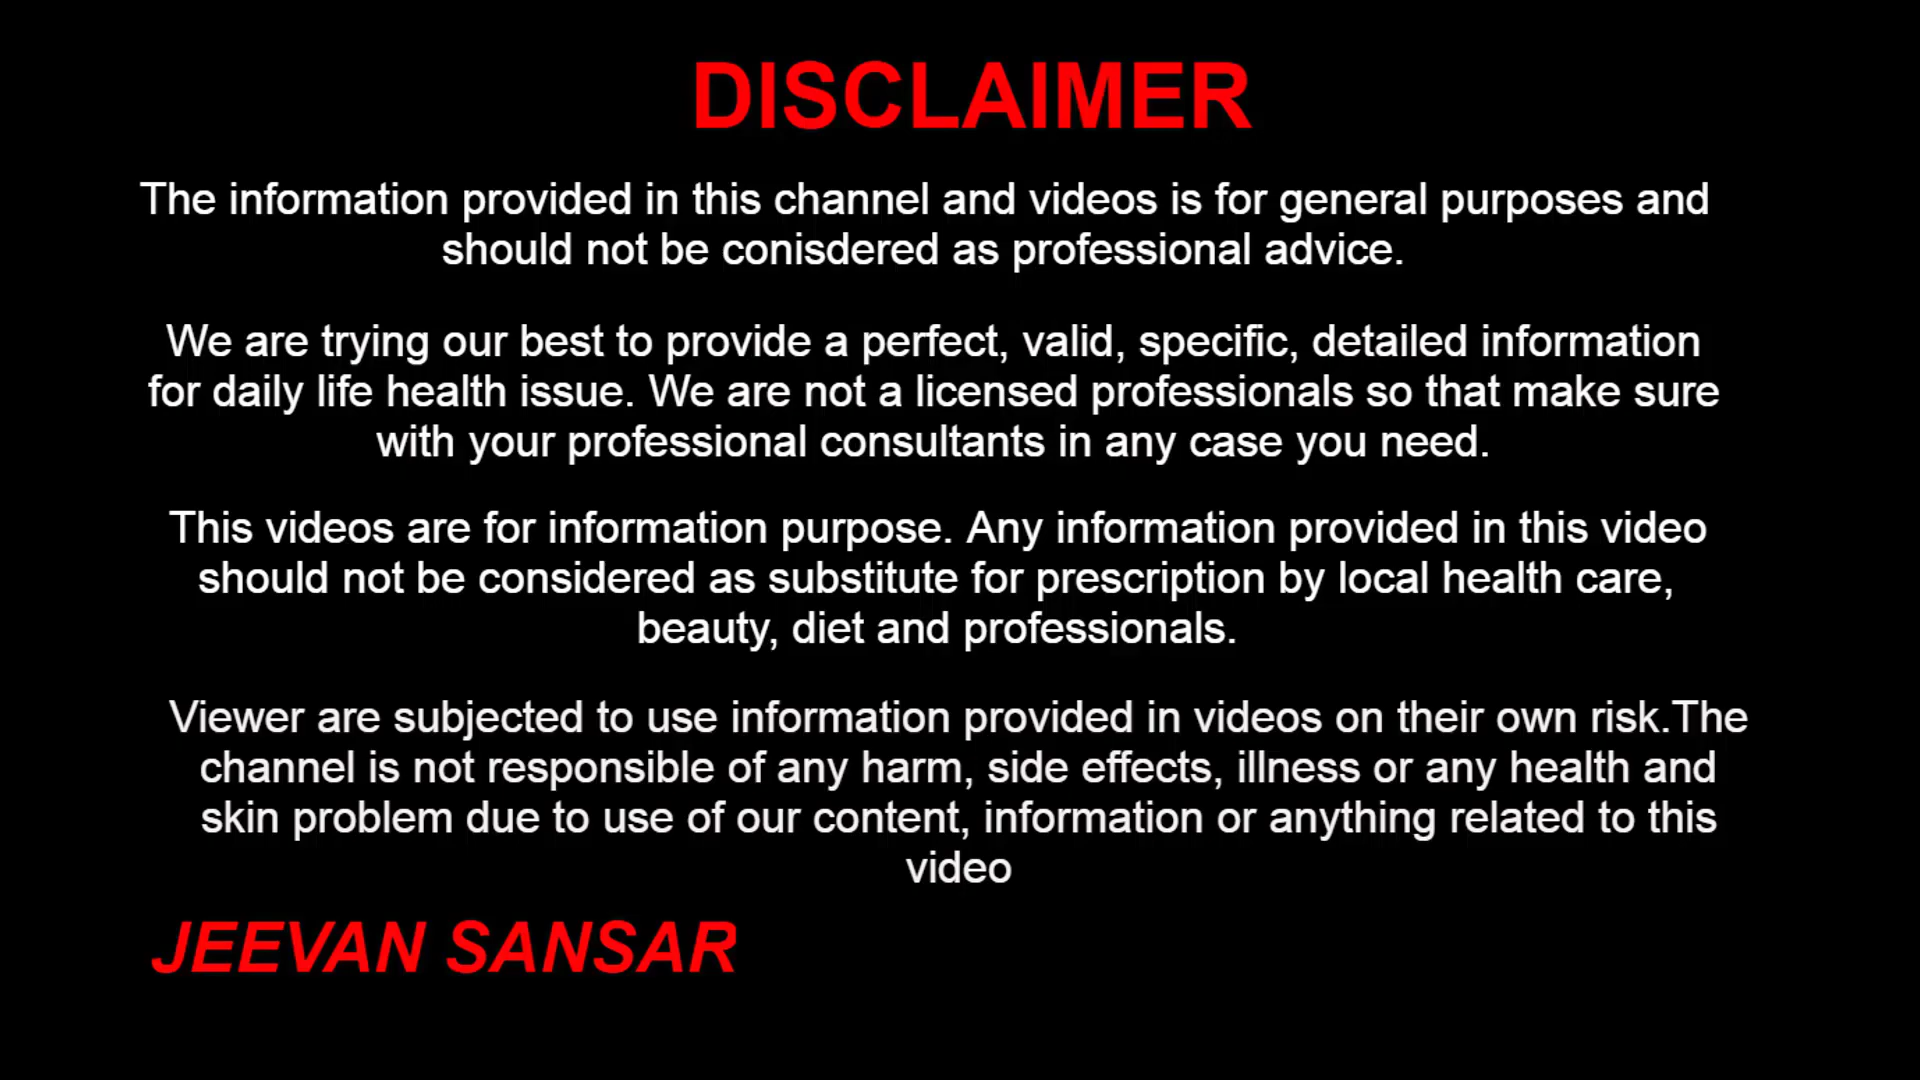 DISCLAIMER
The information provided in this channel and videos is for general purposes and
should not be conisdered as professional advice.
We are trying our best to provide a perfect, valid, specific, detailed information
for daily life health issue. We are not a licensed professionals so that make sure
with your professional consultants in any case you need.
This videos are for information purpose. Any information provided in this video
should not be considered as substitute for prescription by local health care,
beauty, diet and professionals.
Viewer are subjected to use information provided in videos on their own risk.The
channel is not responsible of any harm, side effects, illness or any health and
skin problem due to use of our content, information or anything related to this
video
JEEVAN SANSAR